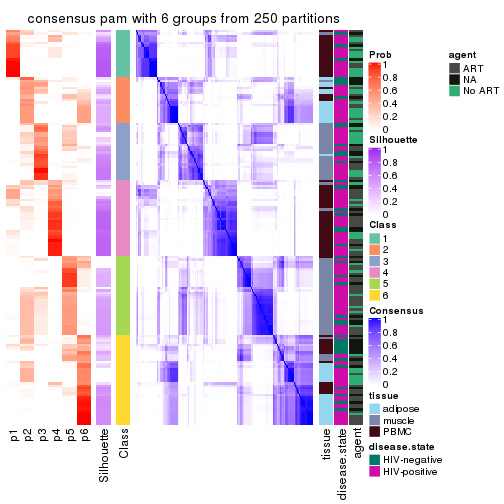 consensus pam with 6 groups from 250 partitions
p1
p2
p3
p4
p5
p6
Silhouette
Class
tissue
disease.state
agent
Prob
1
0.8
0.6
0.4
0.2
0
Silhouette
1
0.8
0.6
0.4
0.2
0
Class
1
2
3
4
5
6
Consensus
1
0.8
0.6
0.4
0.2
0
tissue
adipose
muscle
PBMC
disease.state
HIV-negative
HIV-positive
agent
ART
NA
No ART